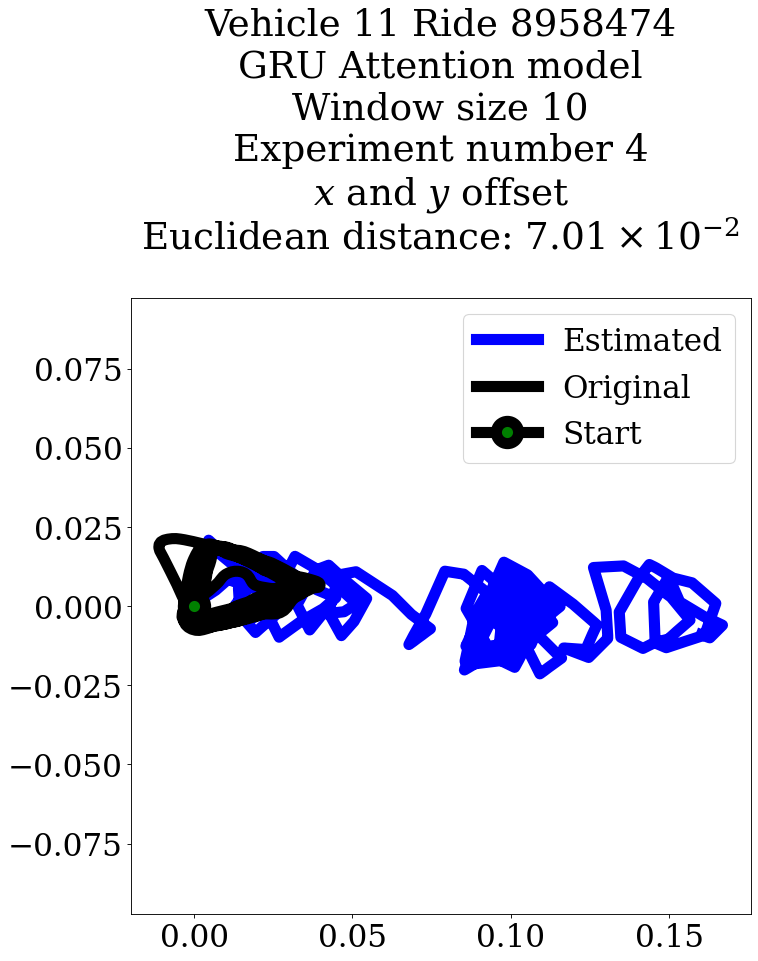 Vehicle 11 Ride 8958474
GRU Attention model
Window size 10
Experiment number 4
x and y offset
Euclidean distance: 7.01 × 10⁻²
Estimated
Original
Start
0.075
0.050
0.025
0.000
−0.025
−0.050
−0.075
0.00 0.05 0.10 0.15